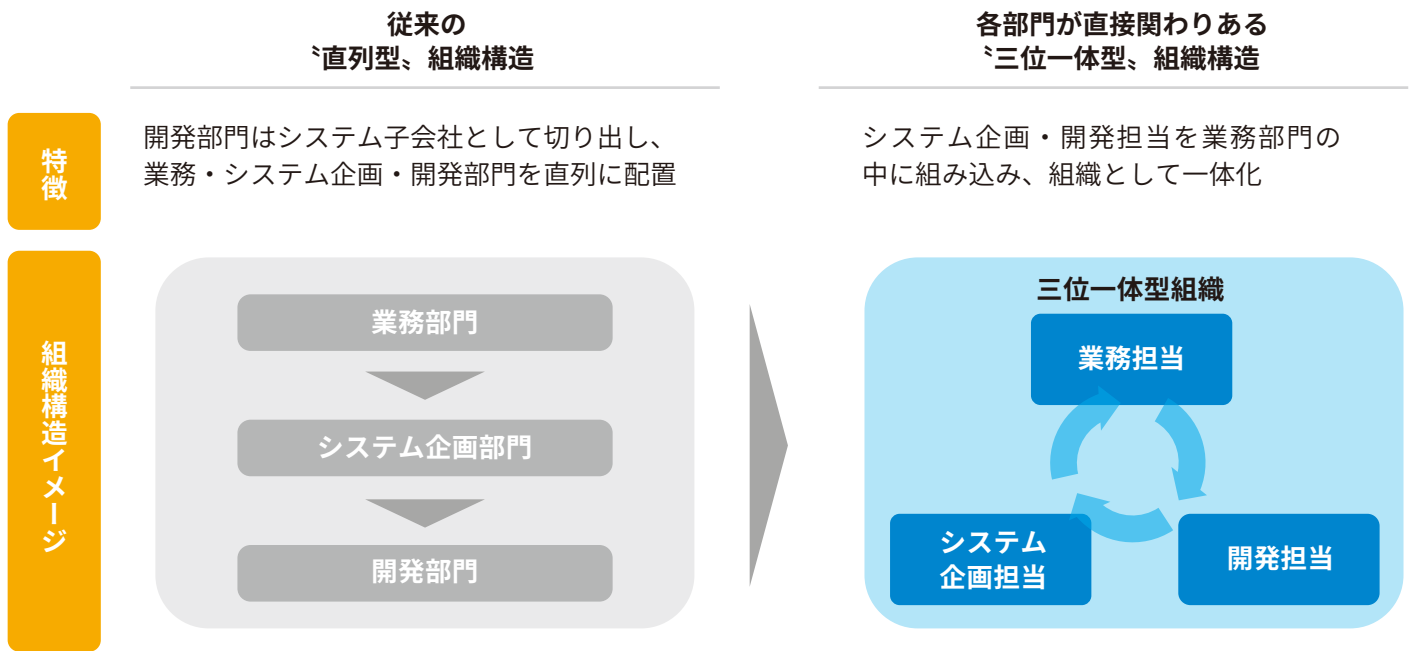 従来の
〝直列型〟組織構造
各部門が直接関わりある
〝三位一体型〟組織構造
特徴
開発部門はシステム子会社として切り出し、
業務・システム企画・開発部門を直列に配置
システム企画・開発担当を業務部門の
中に組み込み、組織として一体化
組織構造イメージ
業務部門
システム企画部門
開発部門
三位一体型組織
業務担当
システム
企画担当
開発担当